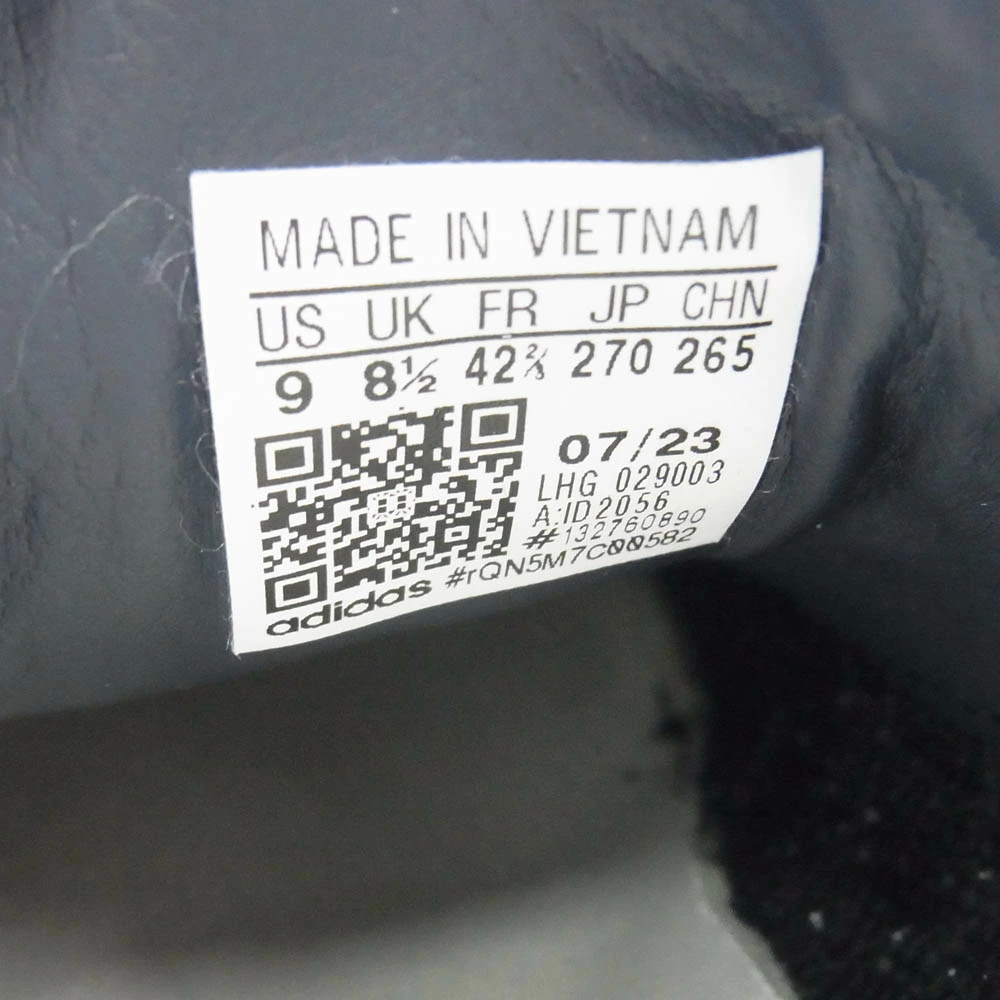 MADE IN VIETNAM
US UK FR JP CHN
9 8½ 42⅔ 270 265
07/23
LHG 029003
A:ID2056
#132760890
adidas #rQN5M7C00582